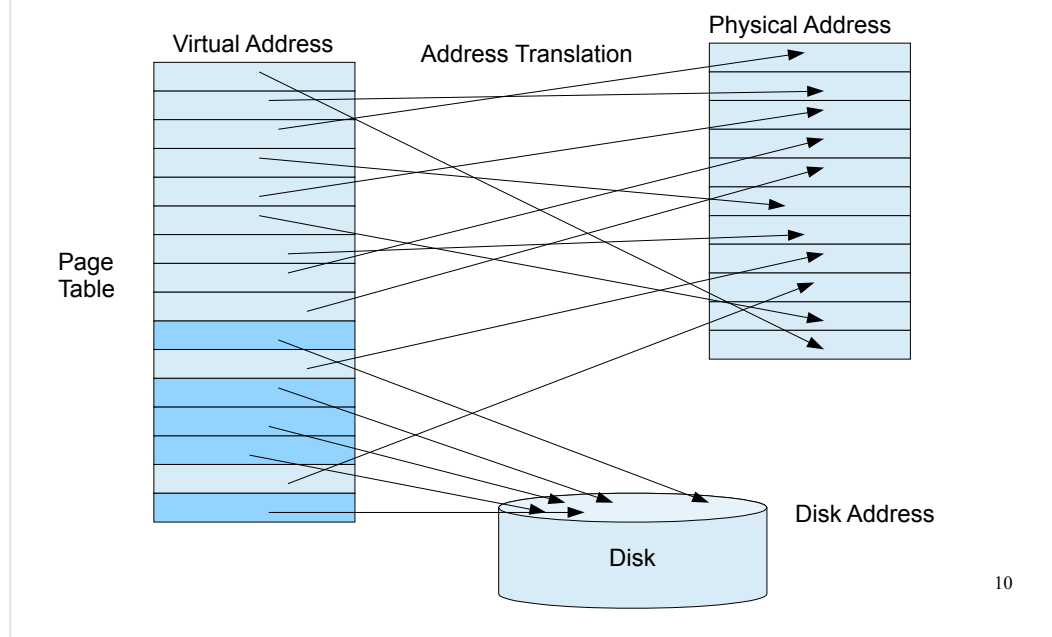 Virtual Address
Address Translation
Physical Address
Page
Table
Disk Address
Disk
10